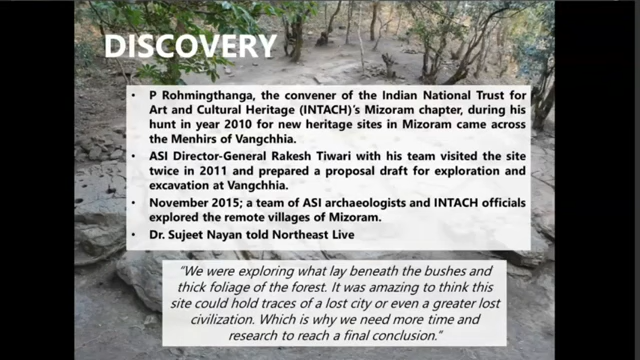 DISCOVERY
• P Rohmingthanga, the convener of the Indian National Trust for
Art and Cultural Heritage (INTACH)'s Mizoram chapter, during his
hunt in year 2010 for new heritage sites in Mizoram came across
the Menhirs of Vangchhia.
• ASI Director-General Rakesh Tiwari with his team visited the site
twice in 2011 and prepared a proposal draft for exploration and
excavation at Vangchhia.
• November 2015; a team of ASI archaeologists and INTACH officials
explored the remote villages of Mizoram.
• Dr. Sujeet Nayan told Northeast Live
"We were exploring what lay beneath the bushes and
thick foliage of the forest. It was amazing to think this
site could hold traces of a lost city or even a greater lost
civilization. Which is why we need more time and
research to reach a final conclusion."